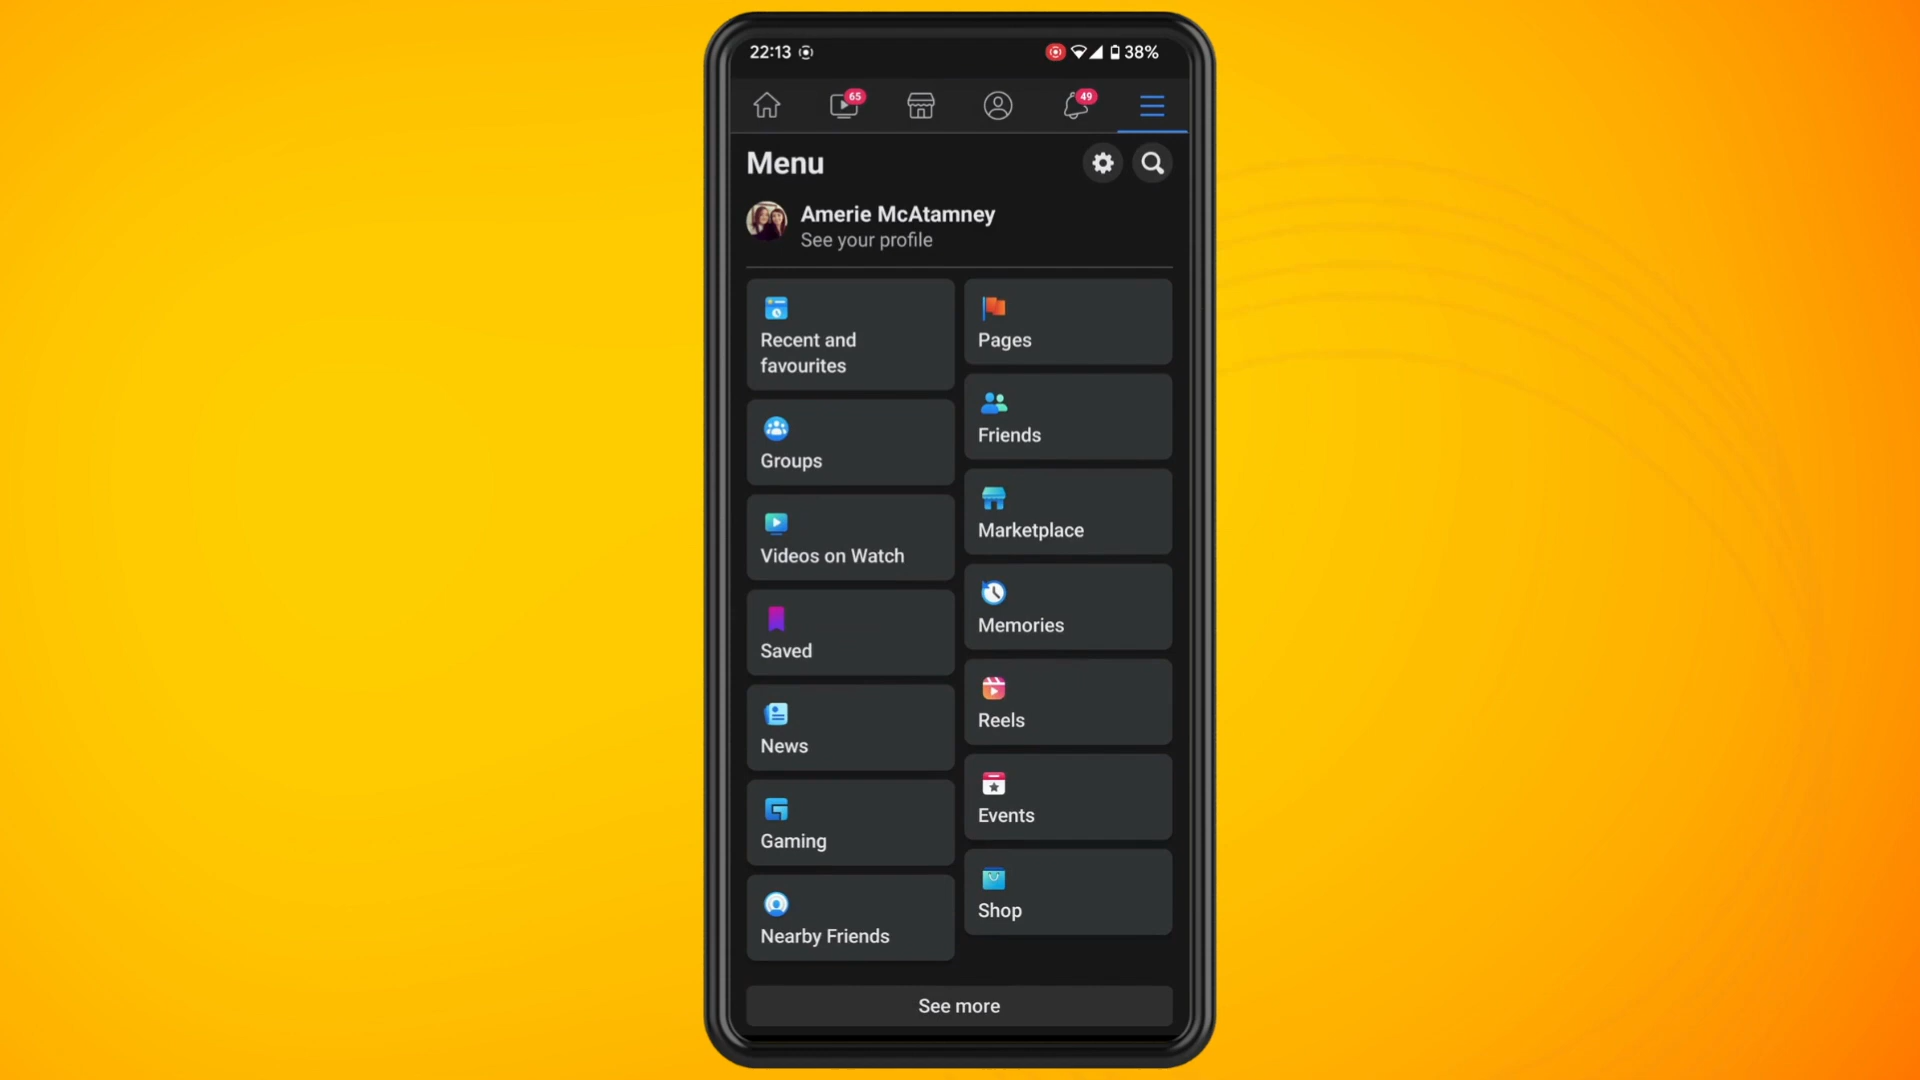 22:13 38%
65 49
Menu
Amerie McAtamney
See your profile
Recent and
favourites
Groups
Videos on Watch
Saved
News
Gaming
Nearby Friends
Pages
Friends
Marketplace
Memories
Reels
Events
Shop
See more